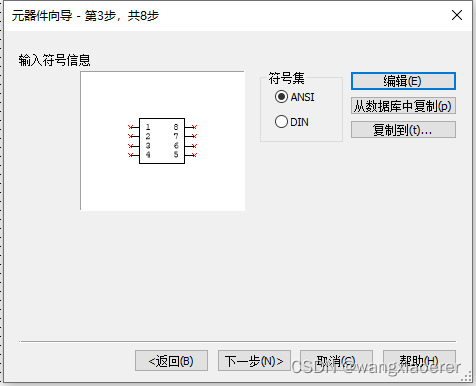 元器件向导 - 第3步，共8步
输入符号信息
符号集
ANSI
DIN
编辑(E)
从数据库中复制(p)
复制到(t)...
1 8
2 7
3 6
4 5
<返回(B)
下一步(N)>
取消(C)
帮助(H)
CSDN @wangxiaoerer